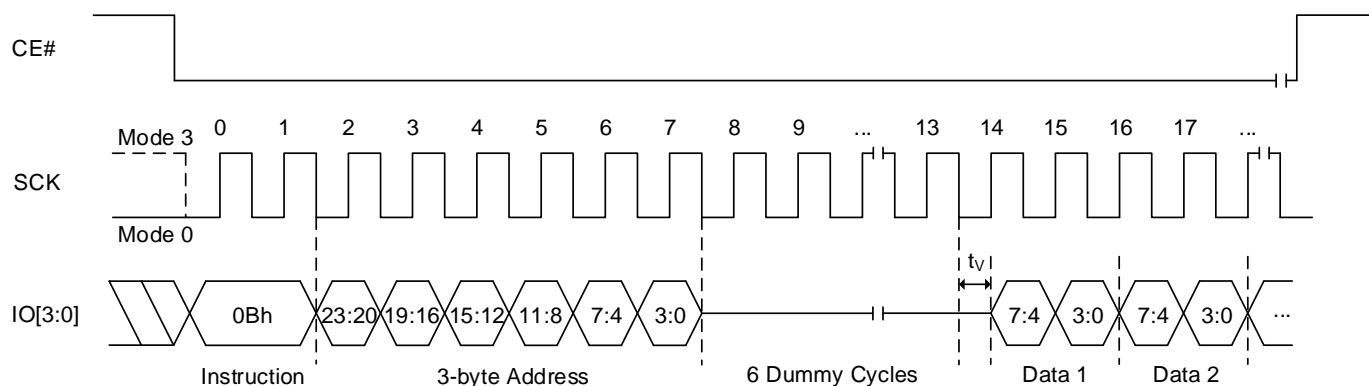 CE#
0 1 2 3 4 5 6 7 8 9 ... 13 14 15 16 17 ...
Mode 3
SCK
Mode 0
tV
IO[3:0] 0Bh 23:20 19:16 15:12 11:8 7:4 3:0 7:4 3:0 7:4 3:0 ...
Instruction 3-byte Address 6 Dummy Cycles Data 1 Data 2